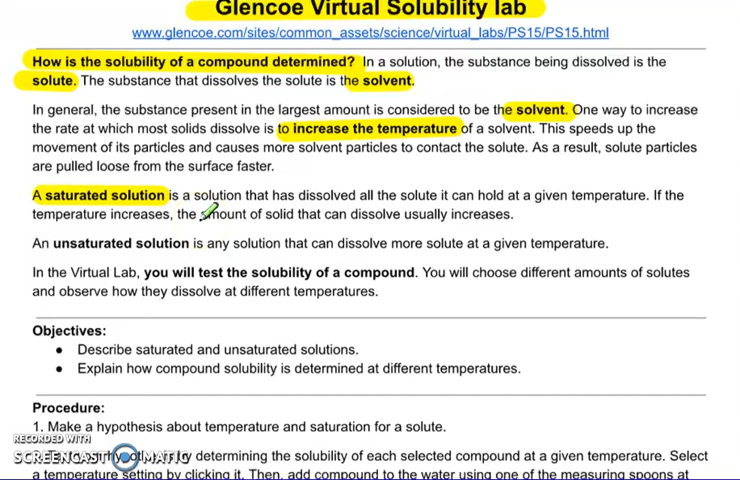 Glencoe Virtual Solubility lab
www.glencoe.com/sites/common_assets/science/virtual_labs/PS15/PS15.html
How is the solubility of a compound determined? In a solution, the substance being dissolved is the
solute. The substance that dissolves the solute is the solvent.
In general, the substance present in the largest amount is considered to be the solvent. One way to increase
the rate at which most solids dissolve is to increase the temperature of a solvent. This speeds up the
movement of its particles and causes more solvent particles to contact the solute. As a result, solute particles
are pulled loose from the surface faster.
A saturated solution is a solution that has dissolved all the solute it can hold at a given temperature. If the
temperature increases, the amount of solid that can dissolve usually increases.
An unsaturated solution is any solution that can dissolve more solute at a given temperature.
In the Virtual Lab, you will test the solubility of a compound. You will choose different amounts of solutes
and observe how they dissolve at different temperatures.
Objectives:
● Describe saturated and unsaturated solutions.
● Explain how compound solubility is determined at different temperatures.
Procedure:
1. Make a hypothesis about temperature and saturation for a solute.
RECORDED WITH
SCREENCAST MATIC
by determining the solubility of each selected compound at a given temperature. Select
a temperature setting by clicking it. Then, add compound to the water using one of the measuring spoons at